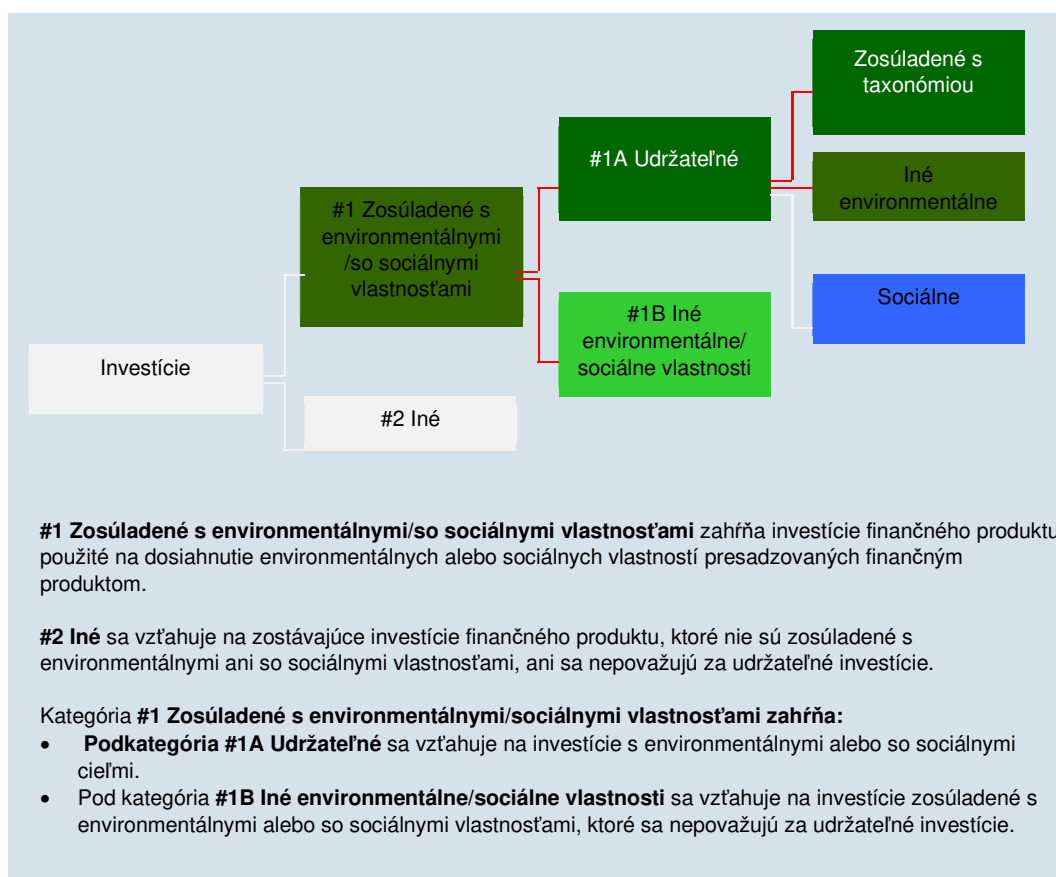 Zosúladené s
taxonómiou
#1A Udržateľné
Iné
environmentálne
#1 Zosúladené s
environmentálnymi
/so sociálnymi
vlastnosťami
Sociálne
#1B Iné
environmentálne/
sociálne vlastnosti
Investície
#2 Iné
#1 Zosúladené s environmentálnymi/so sociálnymi vlastnosťami zahŕňa investície finančného produktu
použité na dosiahnutie environmentálnych alebo sociálnych vlastností presadzovaných finančným
produktom.
#2 Iné sa vzťahuje na zostávajúce investície finančného produktu, ktoré nie sú zosúladené s
environmentálnymi ani so sociálnymi vlastnosťami, ani sa nepovažujú za udržateľné investície.
Kategória #1 Zosúladené s environmentálnymi/sociálnymi vlastnosťami zahŕňa:
• Podkategória #1A Udržateľné sa vzťahuje na investície s environmentálnymi alebo so sociálnymi
cieľmi.
• Pod kategória #1B Iné environmentálne/sociálne vlastnosti sa vzťahuje na investície zosúladené s
environmentálnymi alebo so sociálnymi vlastnosťami, ktoré sa nepovažujú za udržateľné investície.